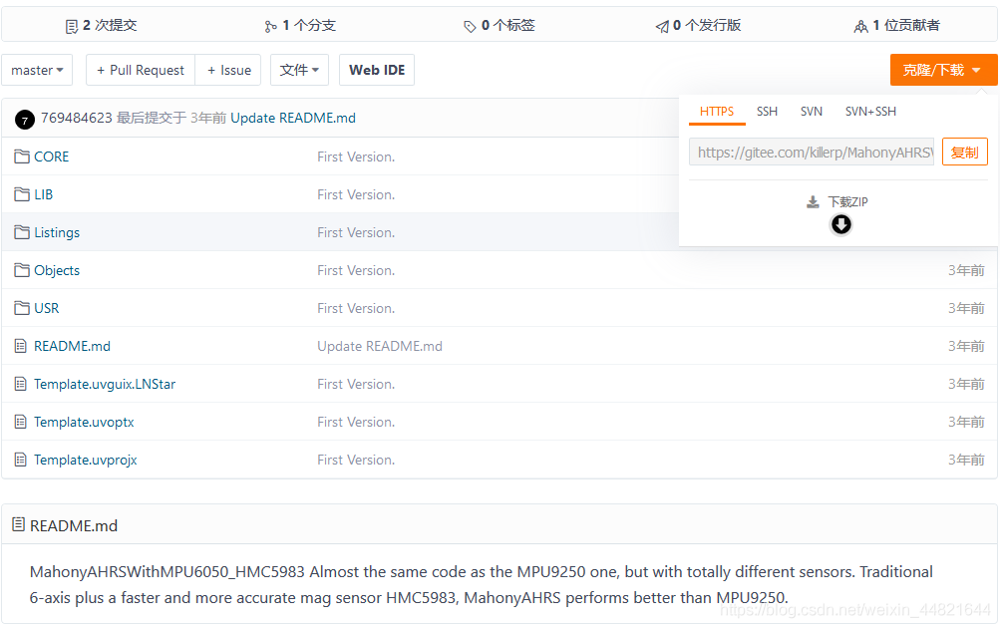 2 次提交 1 个分支 0 个标签 0 个发行版 1 位贡献者
master + Pull Request + Issue 文件 Web IDE 克隆/下载
HTTPS SSH SVN SVN+SSH
https://gitee.com/killerp/MahonyAHRSW 复制
下载ZIP
7 769484623 最后提交于 3年前 Update README.md
CORE First Version.
LIB First Version.
Listings First Version.
Objects First Version. 3年前
USR First Version. 3年前
README.md Update README.md 3年前
Template.uvguix.LNStar First Version. 3年前
Template.uvoptx First Version. 3年前
Template.uvprojx First Version. 3年前
README.md
MahonyAHRSWithMPU6050_HMC5983 Almost the same code as the MPU9250 one, but with totally different sensors. Traditional
6-axis plus a faster and more accurate mag sensor HMC5983, MahonyAHRS performs better than MPU9250.
https://blog.csdn.net/weixin_44821644